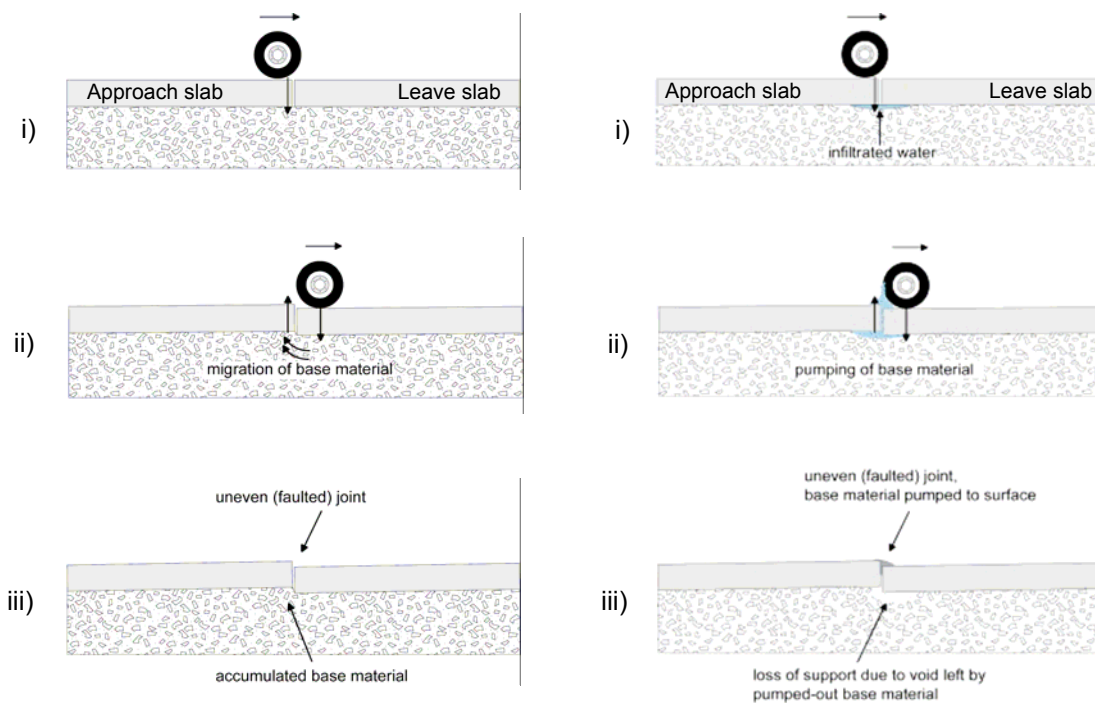 Approach slab
Leave slab
i)
migration of base material
ii)
uneven (faulted) joint
iii)
accumulated base material
Approach slab
Leave slab
i)
infiltrated water
ii)
pumping of base material
uneven (faulted) joint,
base material pumped to surface
iii)
loss of support due to void left by
pumped-out base material